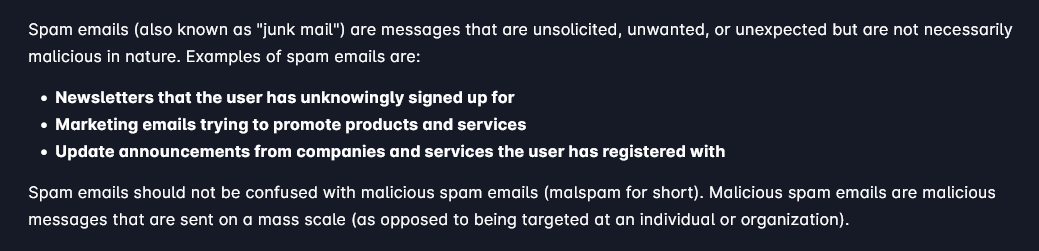 Spam emails (also known as "junk mail") are messages that are unsolicited, unwanted, or unexpected but are not necessarily
malicious in nature. Examples of spam emails are:
• Newsletters that the user has unknowingly signed up for
• Marketing emails trying to promote products and services
• Update announcements from companies and services the user has registered with
Spam emails should not be confused with malicious spam emails (malspam for short). Malicious spam emails are malicious
messages that are sent on a mass scale (as opposed to being targeted at an individual or organization).